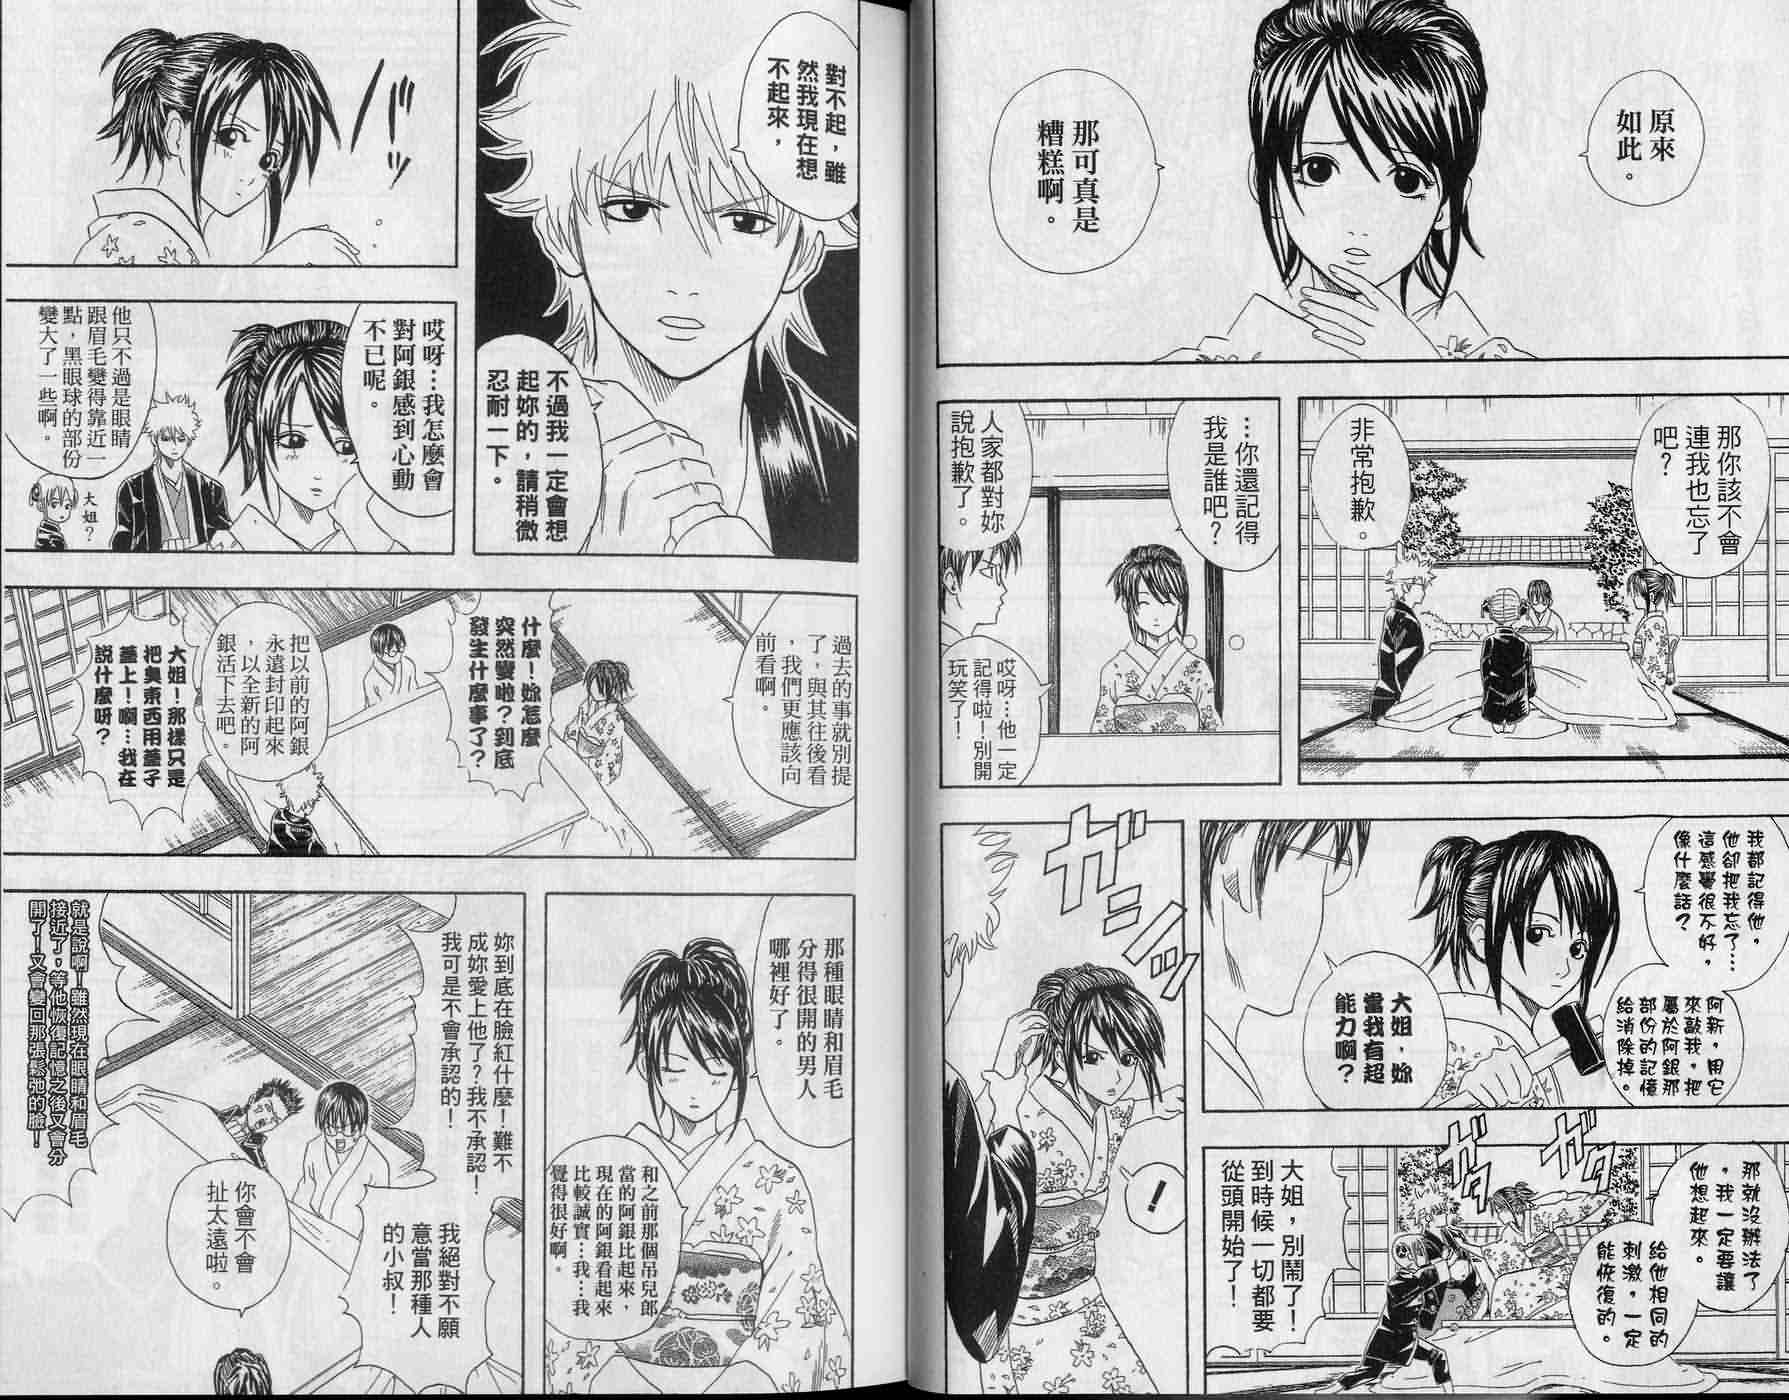 原來
如此。
那可真是
糟糕啊。
那你該不會
連我也忘了
吧？
非常抱歉。
…你還記得
我是誰吧？
人家都對妳
說抱歉了。
哎呀…他一定
記得啦！別開
玩笑了！
我都記得他，
他卻把我忘了…
這感覺很不好，
像什麼話？
阿新，用它
來敲我，把
屬於阿銀那
部份的記憶
給消除掉。
大姐，妳
當我有超
能力啊？
那就沒辦法了
，我一定要讓
他想起來。
給他相同的
刺激，一定
能恢復的。
ガタ
ガタ
大姐，別鬧了！
到時候一切都要
從頭開始了！
ガシッ
！
對不起，雖
然我現在想
不起來，
不過我一定會想
起妳的，請稍微
忍耐一下。
バッ
哎呀…我怎麼會
對阿銀感到心動
不已呢。
他只不過是眼睛
跟眉毛變得靠近一
點，黑眼球的部份
變大了一些啊。
大姐？
過去的事就別提
了，與其往後看
，我們更應該向
前看啊。
什麼！妳怎麼
突然變啦？到底
發生什麼事了？
把以前的阿銀
永遠封印起來
，以全新的阿
銀活下去吧。
大姐！那樣只是
把臭東西用蓋子
蓋上！啊…我在
說什麼呀？
那種眼睛和眉毛
分得很開的男人
哪裡好了。
和之前那個吊兒郎
當的阿銀比起來，
現在的阿銀看起來
比較誠實…我…我
覺得很好啊。
妳到底在臉紅什麼！難不
成妳愛上他了？我不承認！
我可是不會承認的！
我絕對不願
意當那種人
的小叔！
你會不會
扯太遠啦。
就是說啊！雖然現在眼睛和眉毛
接近了，等他恢復記憶之後又會分
開了！又會變回那張鬆弛的臉！